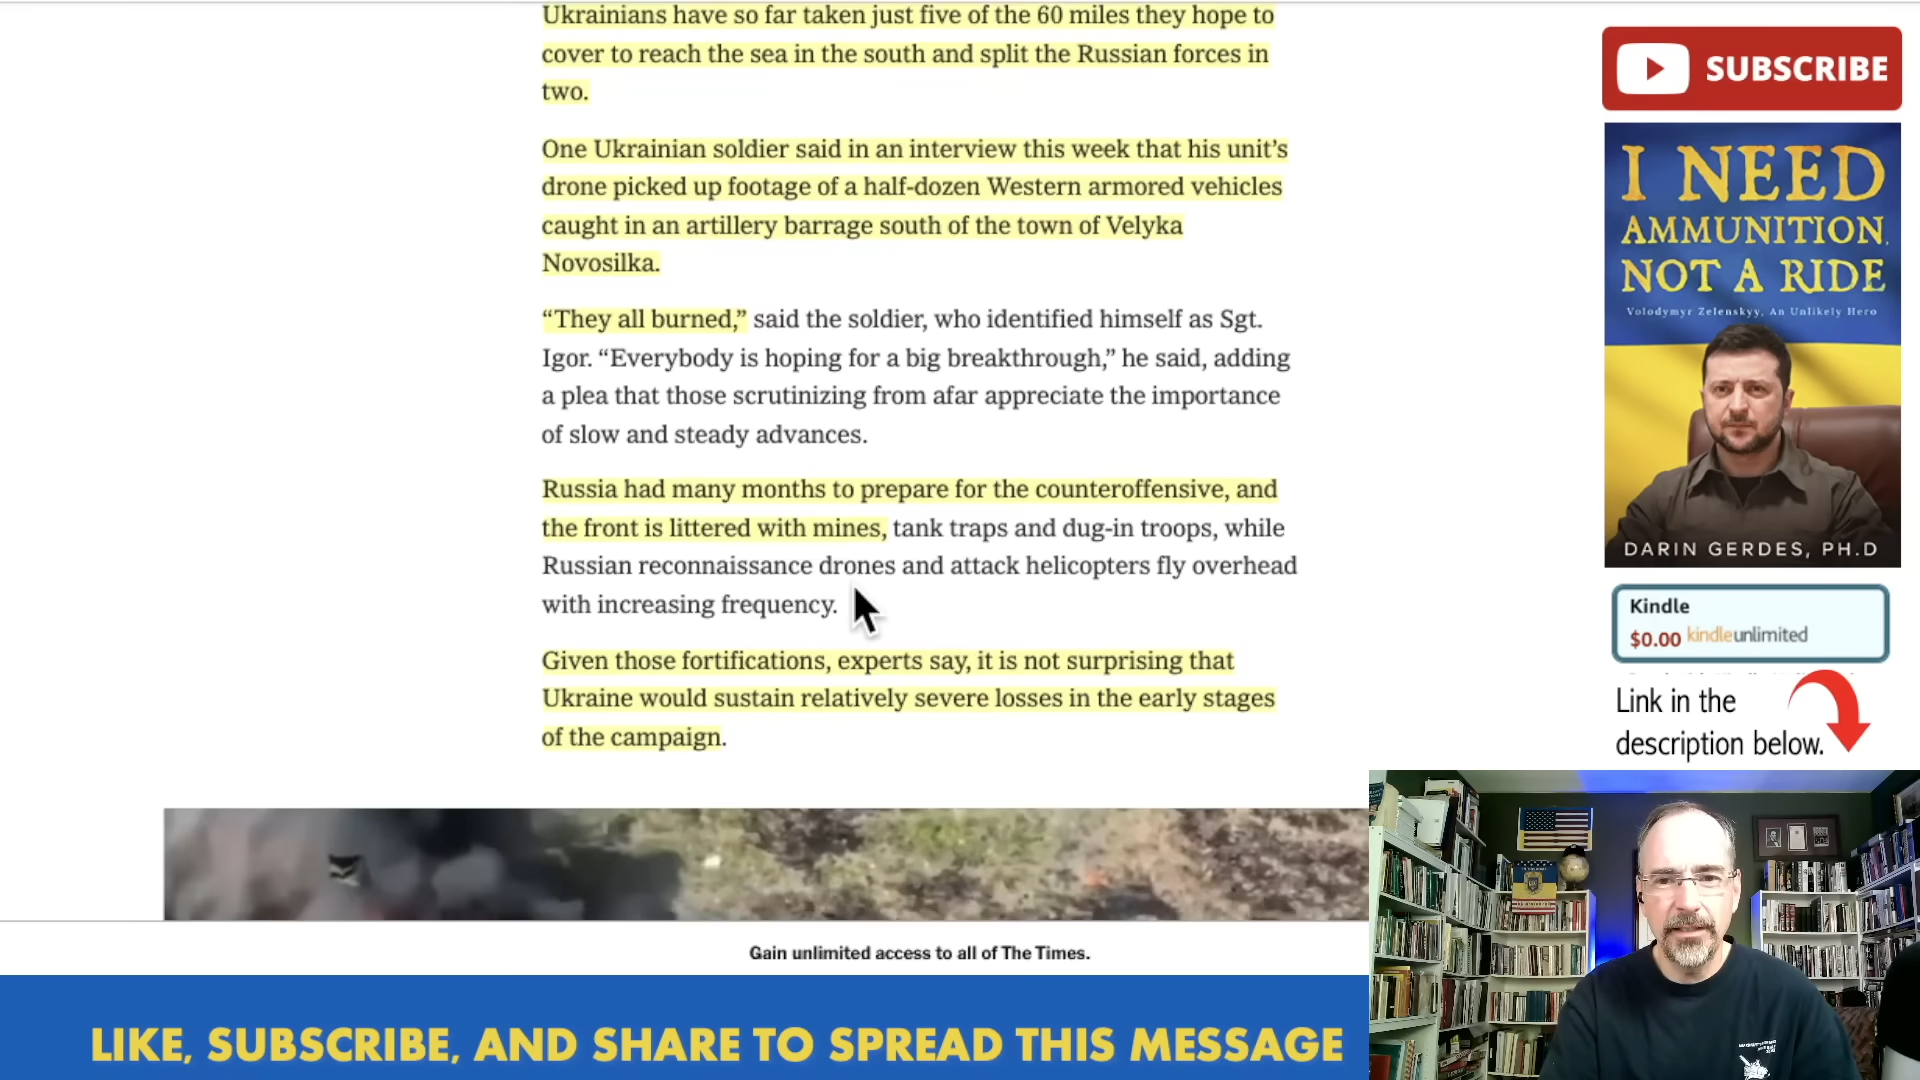 Ukrainians have so far taken just five of the 60 miles they hope to
cover to reach the sea in the south and split the Russian forces in
two.
One Ukrainian soldier said in an interview this week that his unit’s
drone picked up footage of a half-dozen Western armored vehicles
caught in an artillery barrage south of the town of Velyka
Novosilka.
“They all burned,” said the soldier, who identified himself as Sgt.
Igor. “Everybody is hoping for a big breakthrough,” he said, adding
a plea that those scrutinizing from afar appreciate the importance
of slow and steady advances.
Russia had many months to prepare for the counteroffensive, and
the front is littered with mines, tank traps and dug-in troops, while
Russian reconnaissance drones and attack helicopters fly overhead
with increasing frequency.
Given those fortifications, experts say, it is not surprising that
Ukraine would sustain relatively severe losses in the early stages
of the campaign.
Gain unlimited access to all of The Times.
LIKE, SUBSCRIBE, AND SHARE TO SPREAD THIS MESSAGE
SUBSCRIBE
I NEED
AMMUNITION,
NOT A RIDE
Volodymyr Zelenskyy, An Unlikely Hero
DARIN GERDES, PH.D
Kindle
$0.00 kindleunlimited
Link in the
description below.